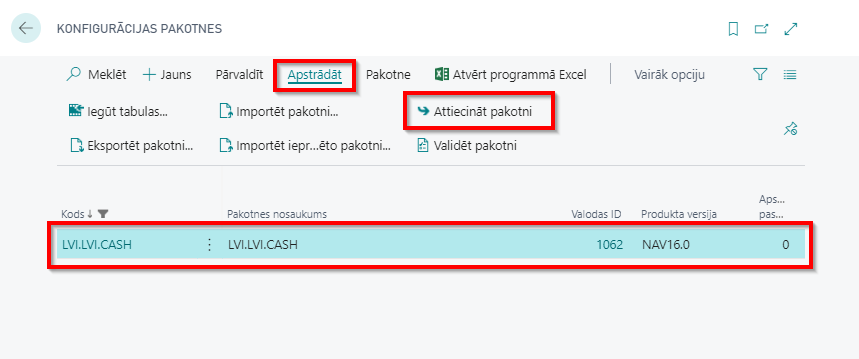 KONFIGURĀCIJAS PAKOTNES
Meklēt Jauns Pārvaldīt Apstrādāt Pakotne Atvērt programmā Excel Vairāk opciju
Iegūt tabulas... Importēt pakotni... Attiecināt pakotni
Eksportēt pakotni... Importēt iepr...ēto pakotni... Validēt pakotni
Aps...
Kods ↓ Pakotnes nosaukums Valodas ID Produkta versija pas...
LVI.LVI.CASH LVI.LVI.CASH 1062 NAV16.0 0